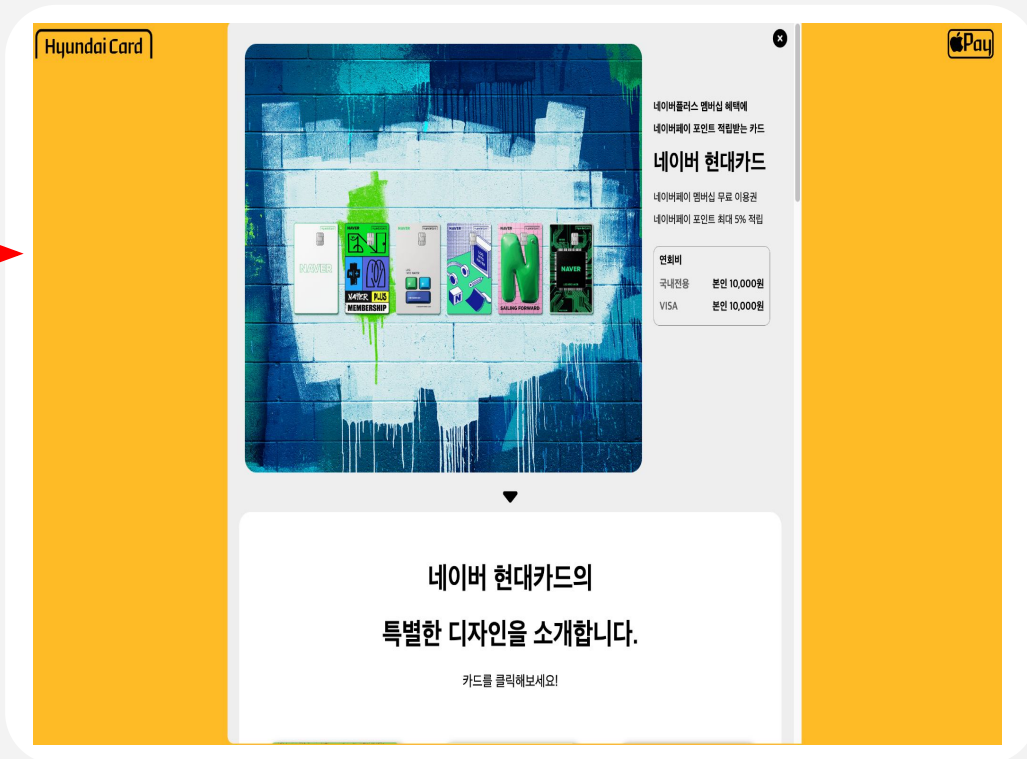 Hyundai Card
Pay
네이버플러스 멤버십 혜택에
네이버페이 포인트 적립받는 카드
네이버 현대카드
네이버페이 멤버십 무료 이용권
네이버페이 포인트 최대 5% 적립
연회비
국내전용 본인 10,000원
VISA 본인 10,000원
NAVER
NAVER PLUS
MEMBERSHIP
NAVER
NAVER
NAVER
SAILING FORWARD
NAVER
네이버 현대카드의
특별한 디자인을 소개합니다.
카드를 클릭해보세요!